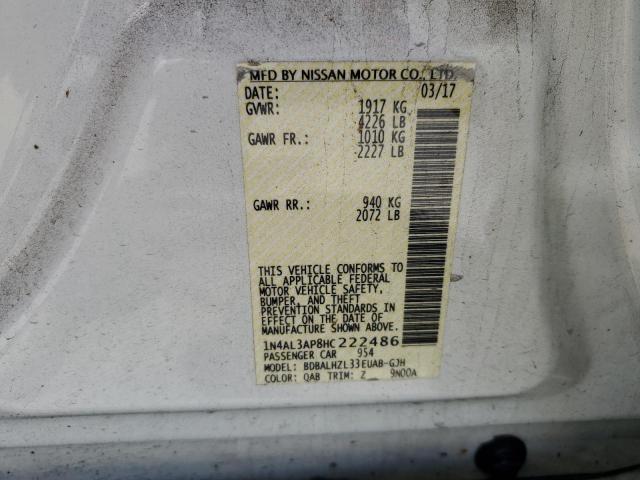 MFD BY NISSAN MOTOR CO., LTD.
DATE: 03/17
GVWR: 1917 KG
4226 LB
GAWR FR.: 1010 KG
2227 LB
GAWR RR.: 940 KG
2072 LB
THIS VEHICLE CONFORMS TO
ALL APPLICABLE FEDERAL
MOTOR VEHICLE SAFETY,
BUMPER, AND THEFT
PREVENTION STANDARDS IN
EFFECT ON THE DATE OF
MANUFACTURE SHOWN ABOVE.
1N4AL3AP8HC222486
PASSENGER CAR 954
MODEL: BDBALHZL33EUAB-GJH
COLOR: QAB TRIM: Z 9N00A